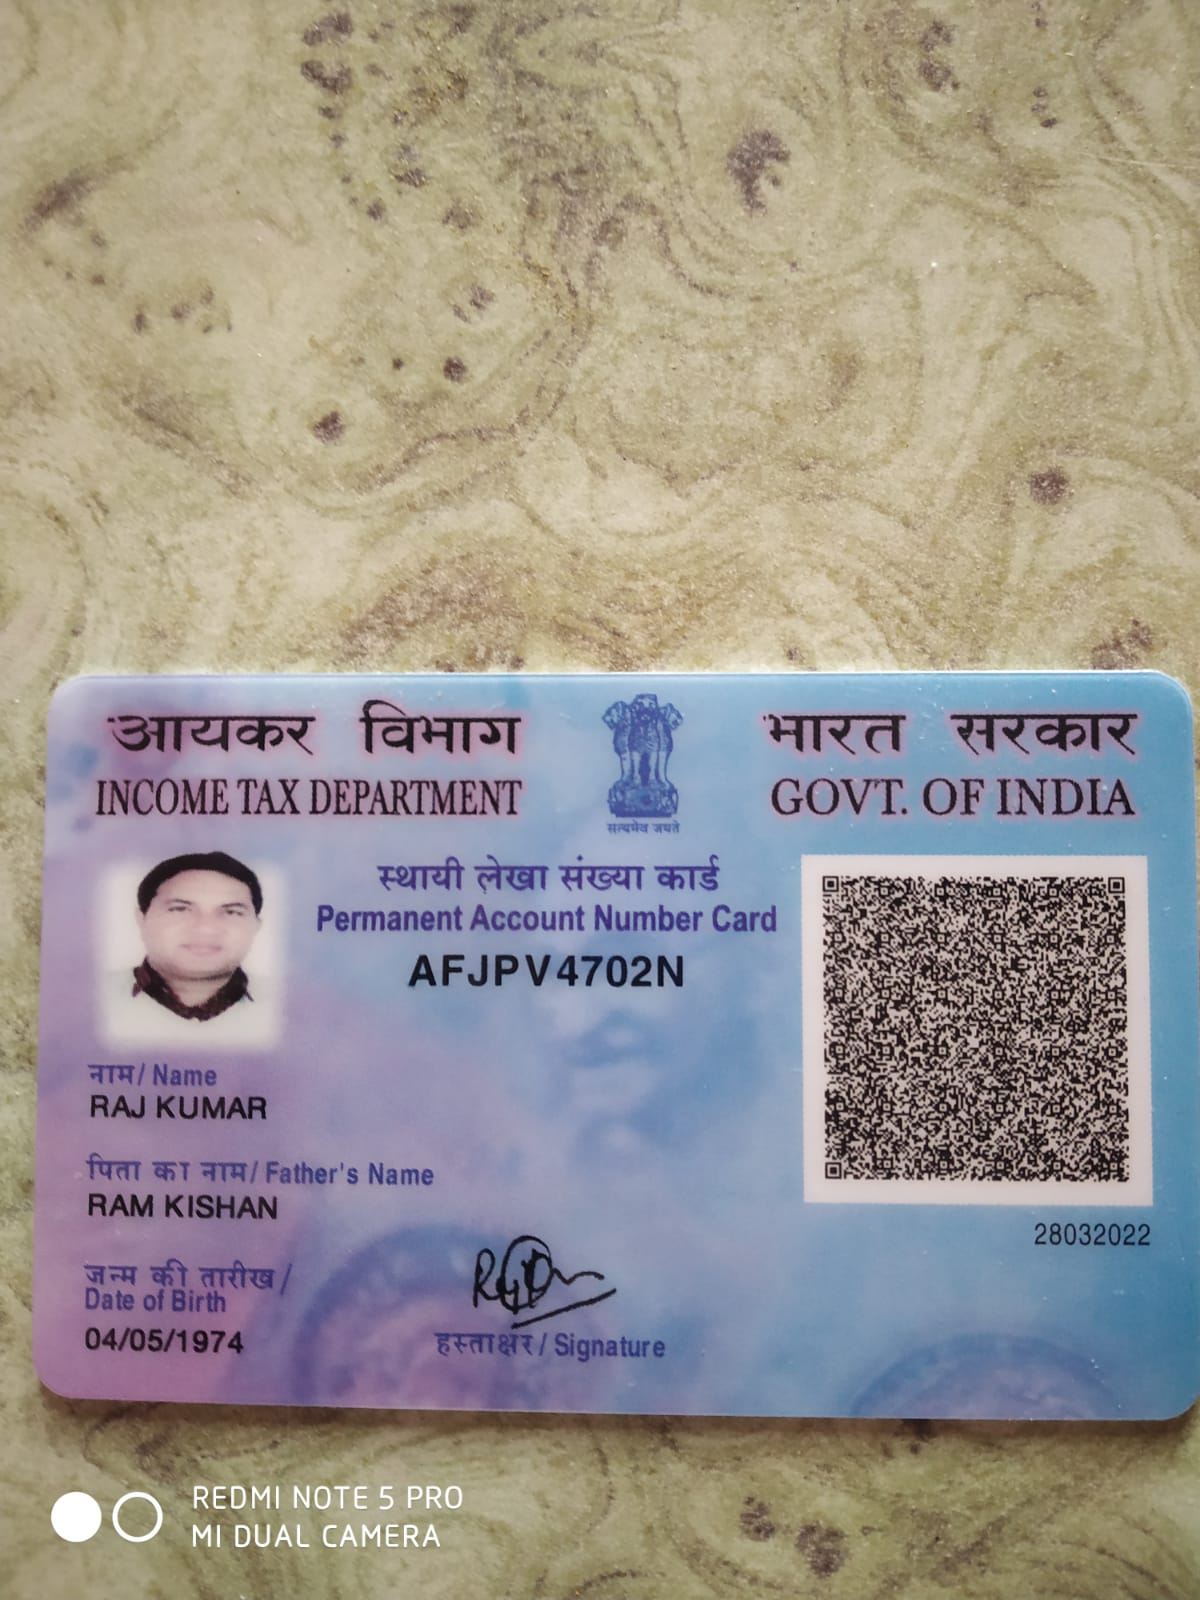 आयकर विभाग
INCOME TAX DEPARTMENT
सत्यमेव जयते
भारत सरकार
GOVT. OF INDIA
स्थायी लेखा संख्या कार्ड
Permanent Account Number Card
AFJPV4702N
नाम/ Name
RAJ KUMAR
पिता का नाम/ Father's Name
RAM KISHAN
28032022
जन्म की तारीख/
Date of Birth
04/05/1974
हस्ताक्षर/ Signature
REDMI NOTE 5 PRO
MI DUAL CAMERA